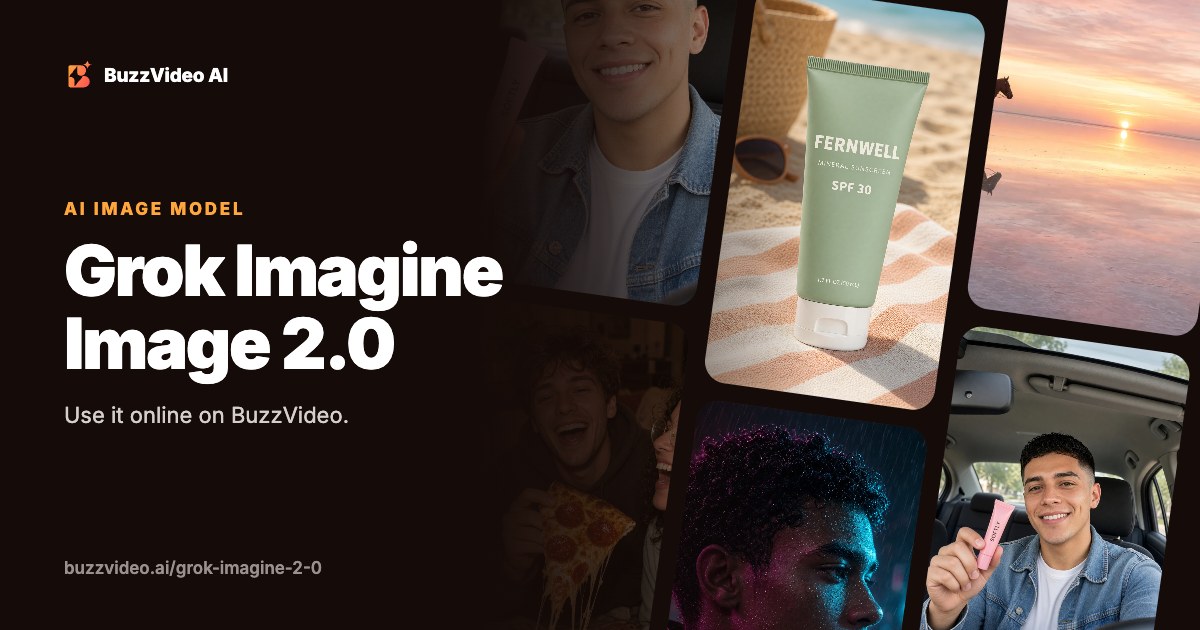 BuzzVideo AI
AI IMAGE MODEL
Grok Imagine
Image 2.0
Use it online on BuzzVideo.
buzzvideo.ai/grok-imagine-2-0
FERNWELL
MINERAL SUNSCREEN
SPF 30